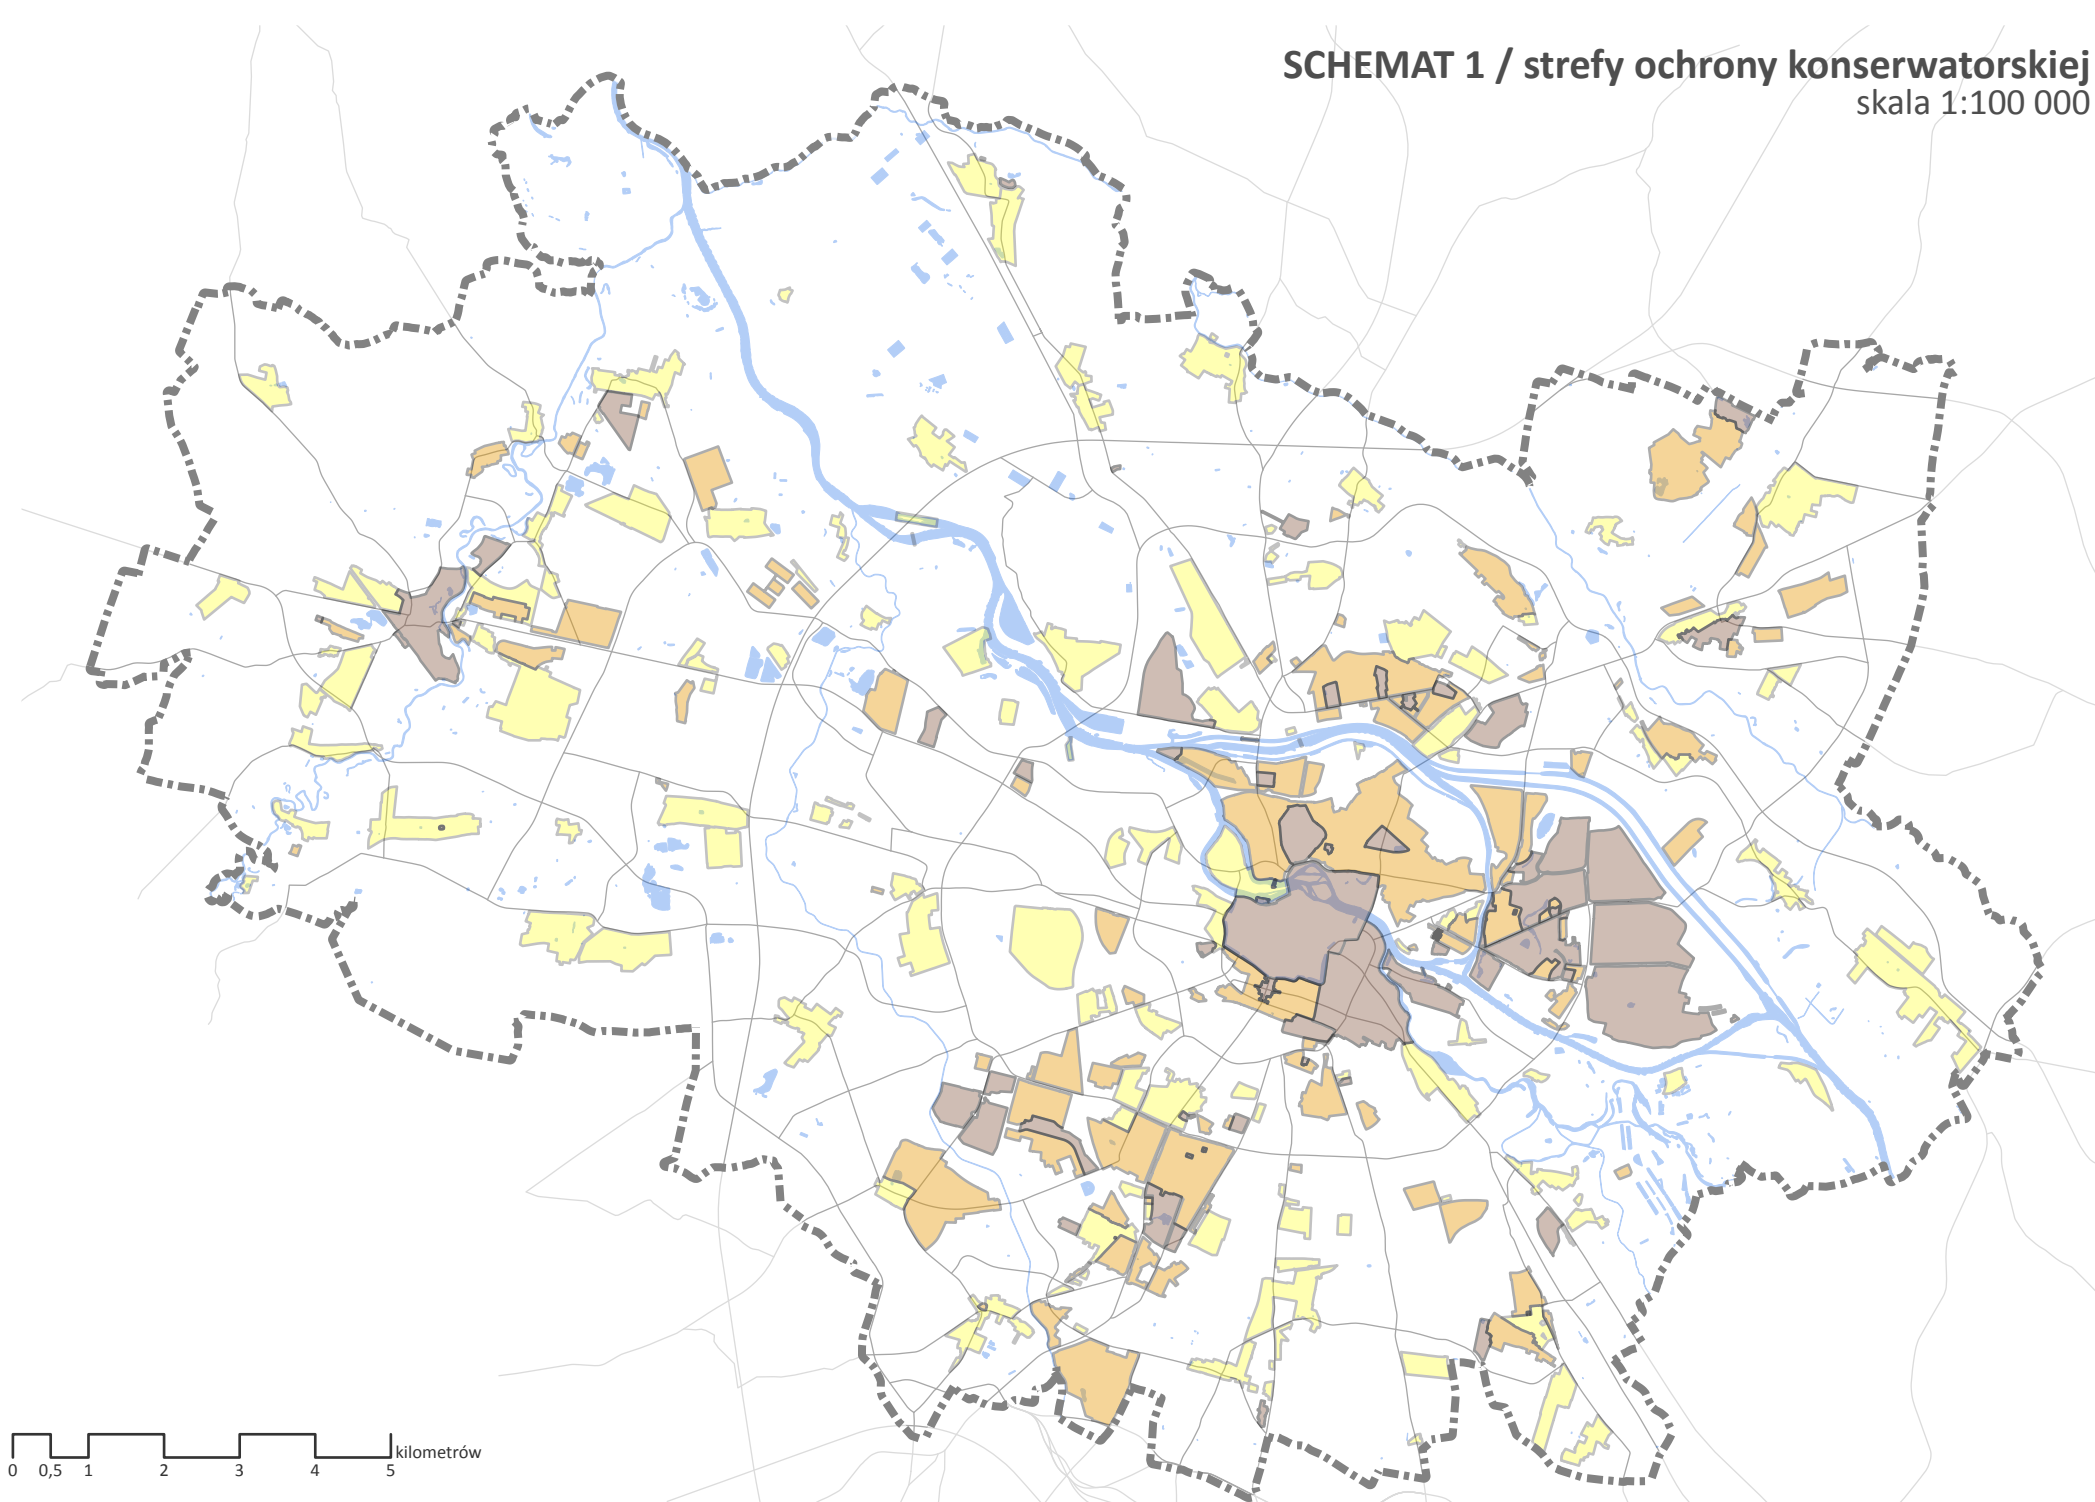 SCHEMAT 1 / strefy ochrony konserwatorskiej
skala 1:100 000
kilometrów
0 0,5 1 2 3 4 5